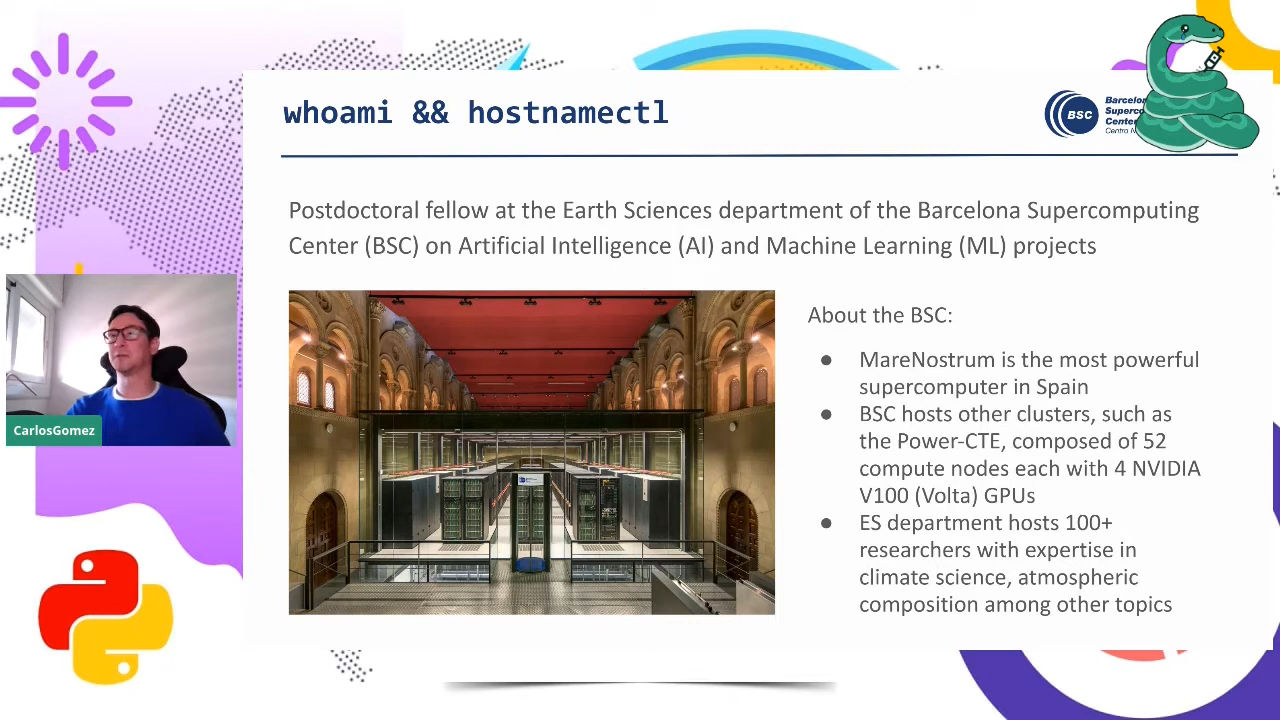 whoami && hostnamectl
BSC
Postdoctoral fellow at the Earth Sciences department of the Barcelona Supercomputing
Center (BSC) on Artificial Intelligence (AI) and Machine Learning (ML) projects
About the BSC:
● MareNostrum is the most powerful
supercomputer in Spain
● BSC hosts other clusters, such as
the Power-CTE, composed of 52
compute nodes each with 4 NVIDIA
V100 (Volta) GPUs
● ES department hosts 100+
researchers with expertise in
climate science, atmospheric
composition among other topics
CarlosGomez